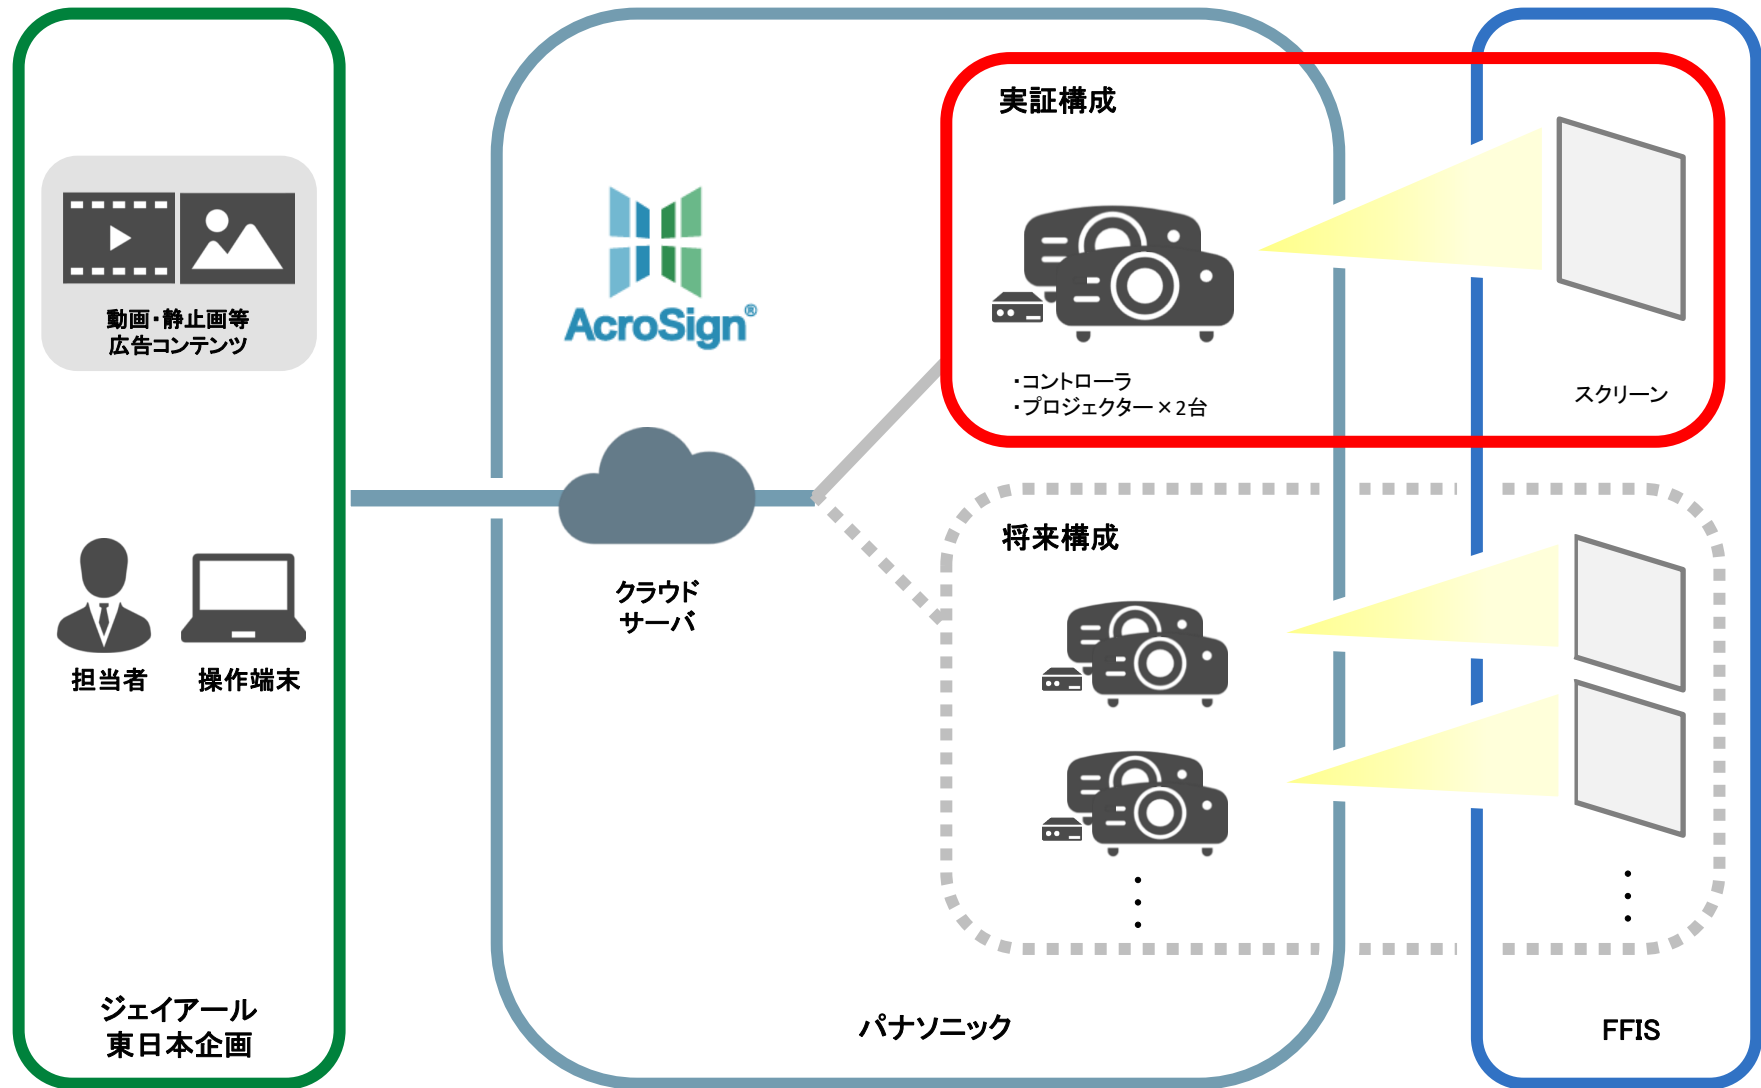 動画・静止画等
広告コンテンツ
担当者
操作端末
ジェイアール
東日本企画
AcroSign®
クラウド
サーバ
パナソニック
実証構成
・コントローラ
・プロジェクター×2台
スクリーン
将来構成
FFIS